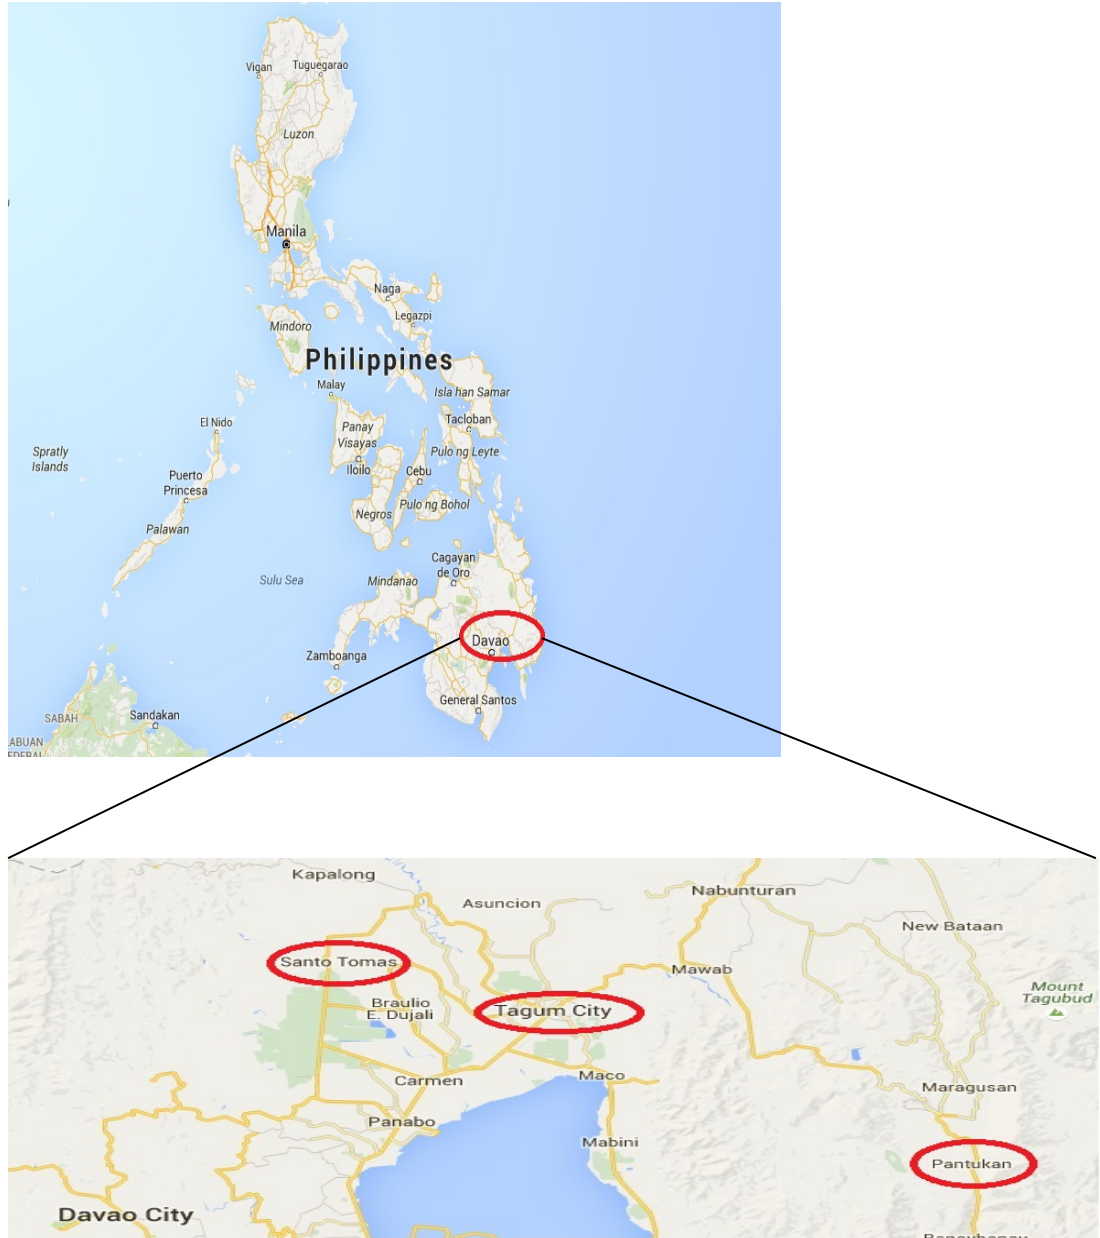 Vigan
Tuguegarao
Luzon
Manila
Naga
Legazpi
Mindoro
Philippines
Malay
Isla han Samar
El Nido
Tacloban
Panay
Visayas
Spratly
Islands
Pulo ng Leyte
Iloilo
Cebu
Puerto
Princesa
Pulo ng Bohol
Negros
Palawan
Cagayan
de Oro
Sulu Sea
Mindanao
Davao
Zamboanga
General Santos
SABAH
Sandakan
ABUAN
Kapalong
Nabunturan
Asuncion
New Bataan
Santo Tomas
Mawab
Mount
Tagubud
Braulio
E. Dujali
Tagum City
Carmen
Maco
Maragusan
Panabo
Mabini
Pantukan
Davao City